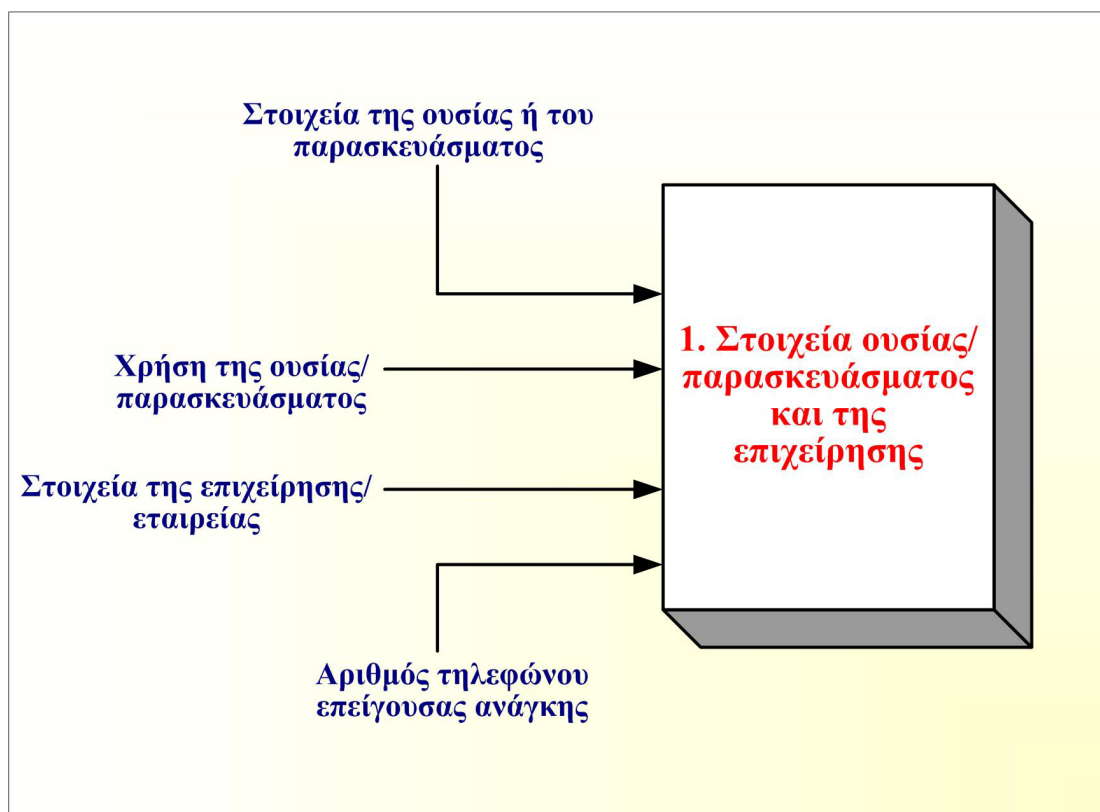 Στοιχεία της ουσίας ή του
παρασκευάσματος
Χρήση της ουσίας/
παρασκευάσματος
Στοιχεία της επιχείρησης/
εταιρείας
Αριθμός τηλεφώνου
επείγουσας ανάγκης
1. Στοιχεία ουσίας/
παρασκευάσματος
και της
επιχείρησης